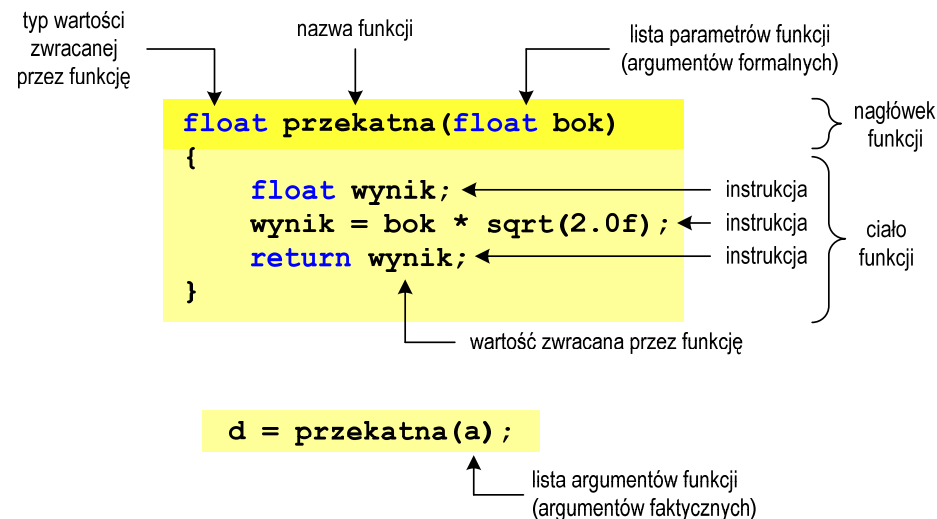 typ wartości
zwracanej
przez funkcję
nazwa funkcji
lista parametrów funkcji
(argumentów formalnych)
float przekatna(float bok)
nagłówek
funkcji
{
float wynik;
instrukcja
wynik = bok * sqrt(2.0f);
instrukcja
return wynik;
instrukcja
}
ciało
funkcji
wartość zwracana przez funkcję
d = przekatna(a);
lista argumentów funkcji
(argumentów faktycznych)